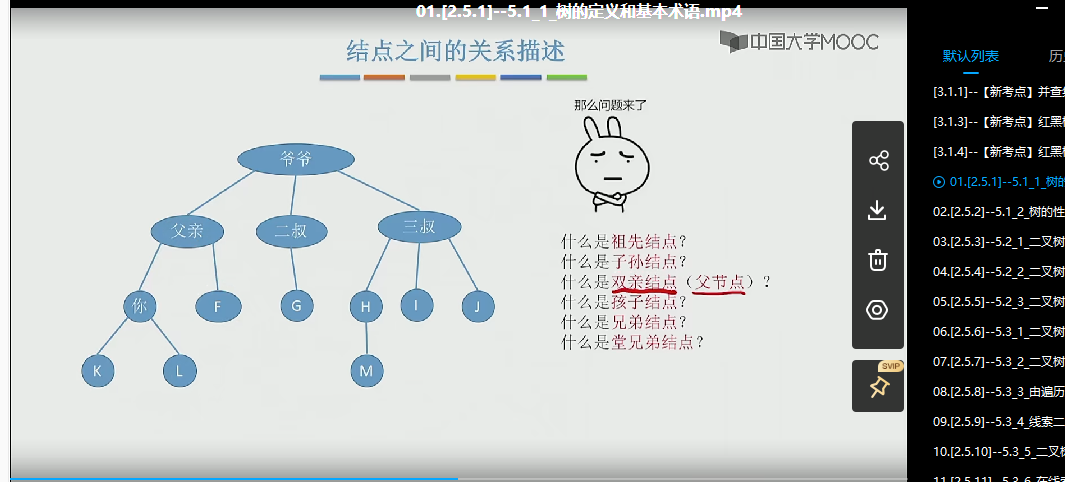 01.[2.5.1]--5.1_1_树的定义和基本术语.mp4
结点之间的关系描述
中国大学MOOC
那么问题来了
爷爷
父亲
二叔
三叔
你
F
G
H
I
J
K
L
M
什么是祖先结点？
什么是子孙结点？
什么是双亲结点（父节点）？
什么是孩子结点？
什么是兄弟结点？
什么是堂兄弟结点？
SVIP
默认列表
历
[3.1.1]--【新考点】并查
[3.1.3]--【新考点】红黑
[3.1.4]--【新考点】红黑
01.[2.5.1]--5.1_1_树的
02.[2.5.2]--5.1_2_树的性
03.[2.5.3]--5.2_1_二叉树
04.[2.5.4]--5.2_2_二叉树
05.[2.5.5]--5.2_3_二叉树
06.[2.5.6]--5.3_1_二叉树
07.[2.5.7]--5.3_2_二叉树
08.[2.5.8]--5.3_3_由遍历
09.[2.5.9]--5.3_4_线索二
10.[2.5.10]--5.3_5_二叉树
11.[2.5.11]--5.3_6_在线索